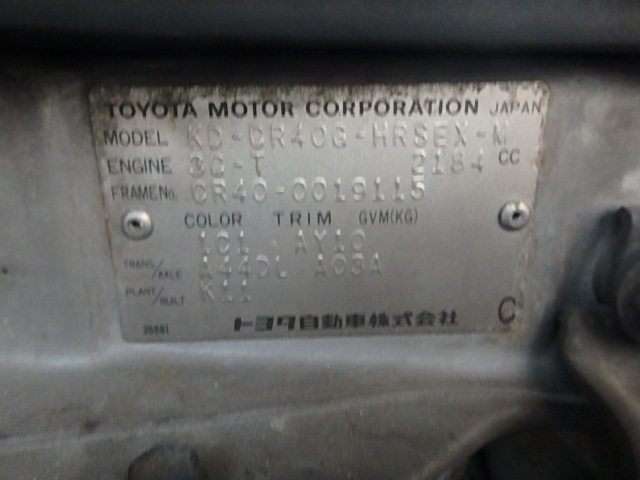 TOYOTA MOTOR CORPORATION JAPAN
MODEL KD-CR40G-HRSEX-M
ENGINE 3C-T 2184 CC
FRAME No. CR40-0019115
COLOR TRIM GVM(KG)
1C1 AY10
TRANS/AXLE A44DL A03A
PLANT/BUILT K11
30881 トヨタ自動車株式会社 C